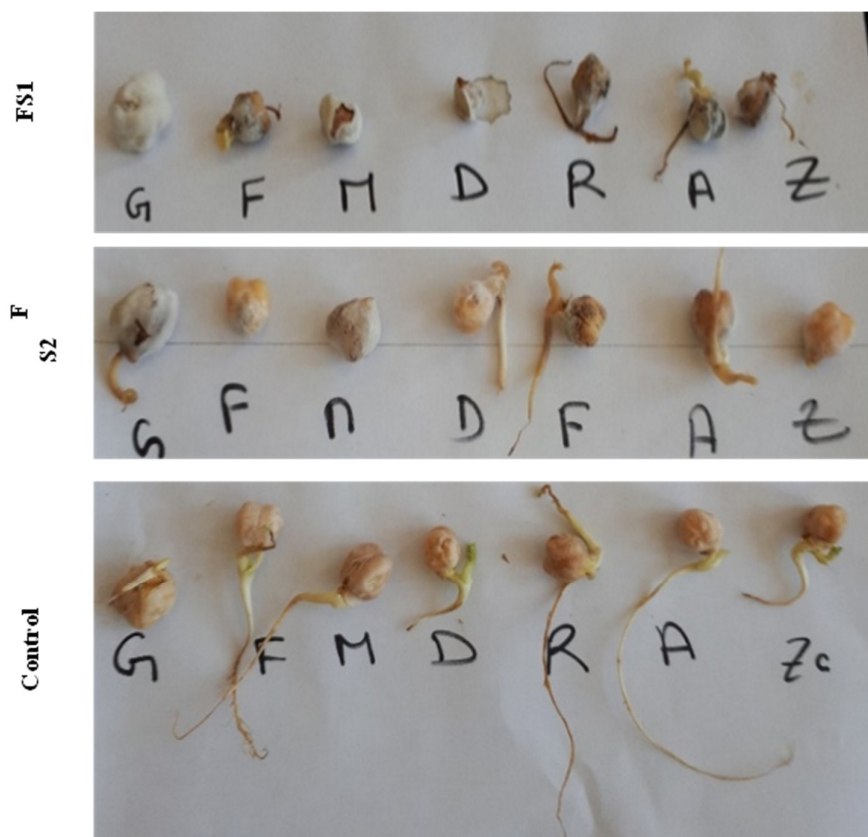 FS1
G F M D R A Z
F
S2
G F n D F A Z
Control
G F M D R A Zc